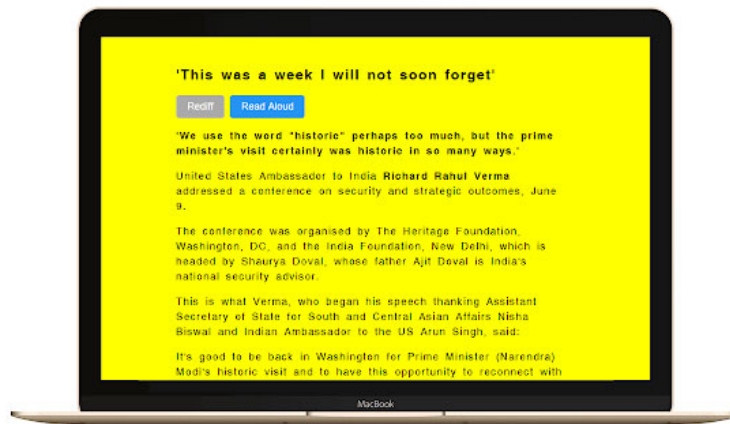 'This was a week I will not soon forget'
Rediff Read Aloud
'We use the word "historic" perhaps too much, but the prime
minister's visit certainly was historic in so many ways.'
United States Ambassador to India Richard Rahul Verma
addressed a conference on security and strategic outcomes, June
9.
The conference was organised by The Heritage Foundation,
Washington, DC, and the India Foundation, New Delhi, which is
headed by Shaurya Doval, whose father Ajit Doval is India's
national security advisor.
This is what Verma, who began his speech thanking Assistant
Secretary of State for South and Central Asian Affairs Nisha
Biswal and Indian Ambassador to the US Arun Singh, said:
It's good to be back in Washington for Prime Minister (Narendra)
Modi's historic visit and to have this opportunity to reconnect with
MacBook